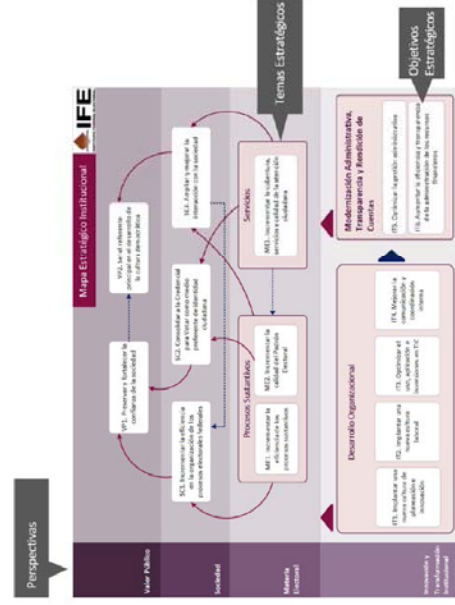 Perspectivas
Mapa Estratégico Institucional
IFE
Valor Público
VP1. Preservar y fortalecer la
confianza de la sociedad
VP2. Ser el referente
principal en el desarrollo de
la cultura democrática
Sociedad
SC1. Incrementar la eficiencia
en la organización en los
procesos electorales federales
SC2. Consolidar a la Credencial
para Votar como medio
preferente de identidad
ciudadana
SC3. Ampliar y mejorar la
interacción con la sociedad
Materia
Electoral
Procesos Sustantivos
ME1. Incrementar la
eficiencia de los
procesos sustantivos
ME2. Incrementar la
calidad del Padrón
Electoral
Servicios
ME3. Incrementar la cobertura,
servicios y calidad de la atención
ciudadana
Temas Estratégicos
Innovación y
Transformación
Institucional
Desarrollo Organizacional
IT1. Implantar una
nueva cultura de
planeación e
innovación
IT2. Implantar una
nueva cultura
laboral
IT3. Optimizar el
uso, aplicación e
inversiones en TIC
IT4. Mejorar la
comunicación y
coordinación
interna
Modernización Administrativa,
Transparencia y Rendición de
Cuentas
IT5. Optimizar la gestión administrativa
IT6. Aumentar la eficiencia y transparencia
de la administración de los recursos
financieros
Objetivos
Estratégicos